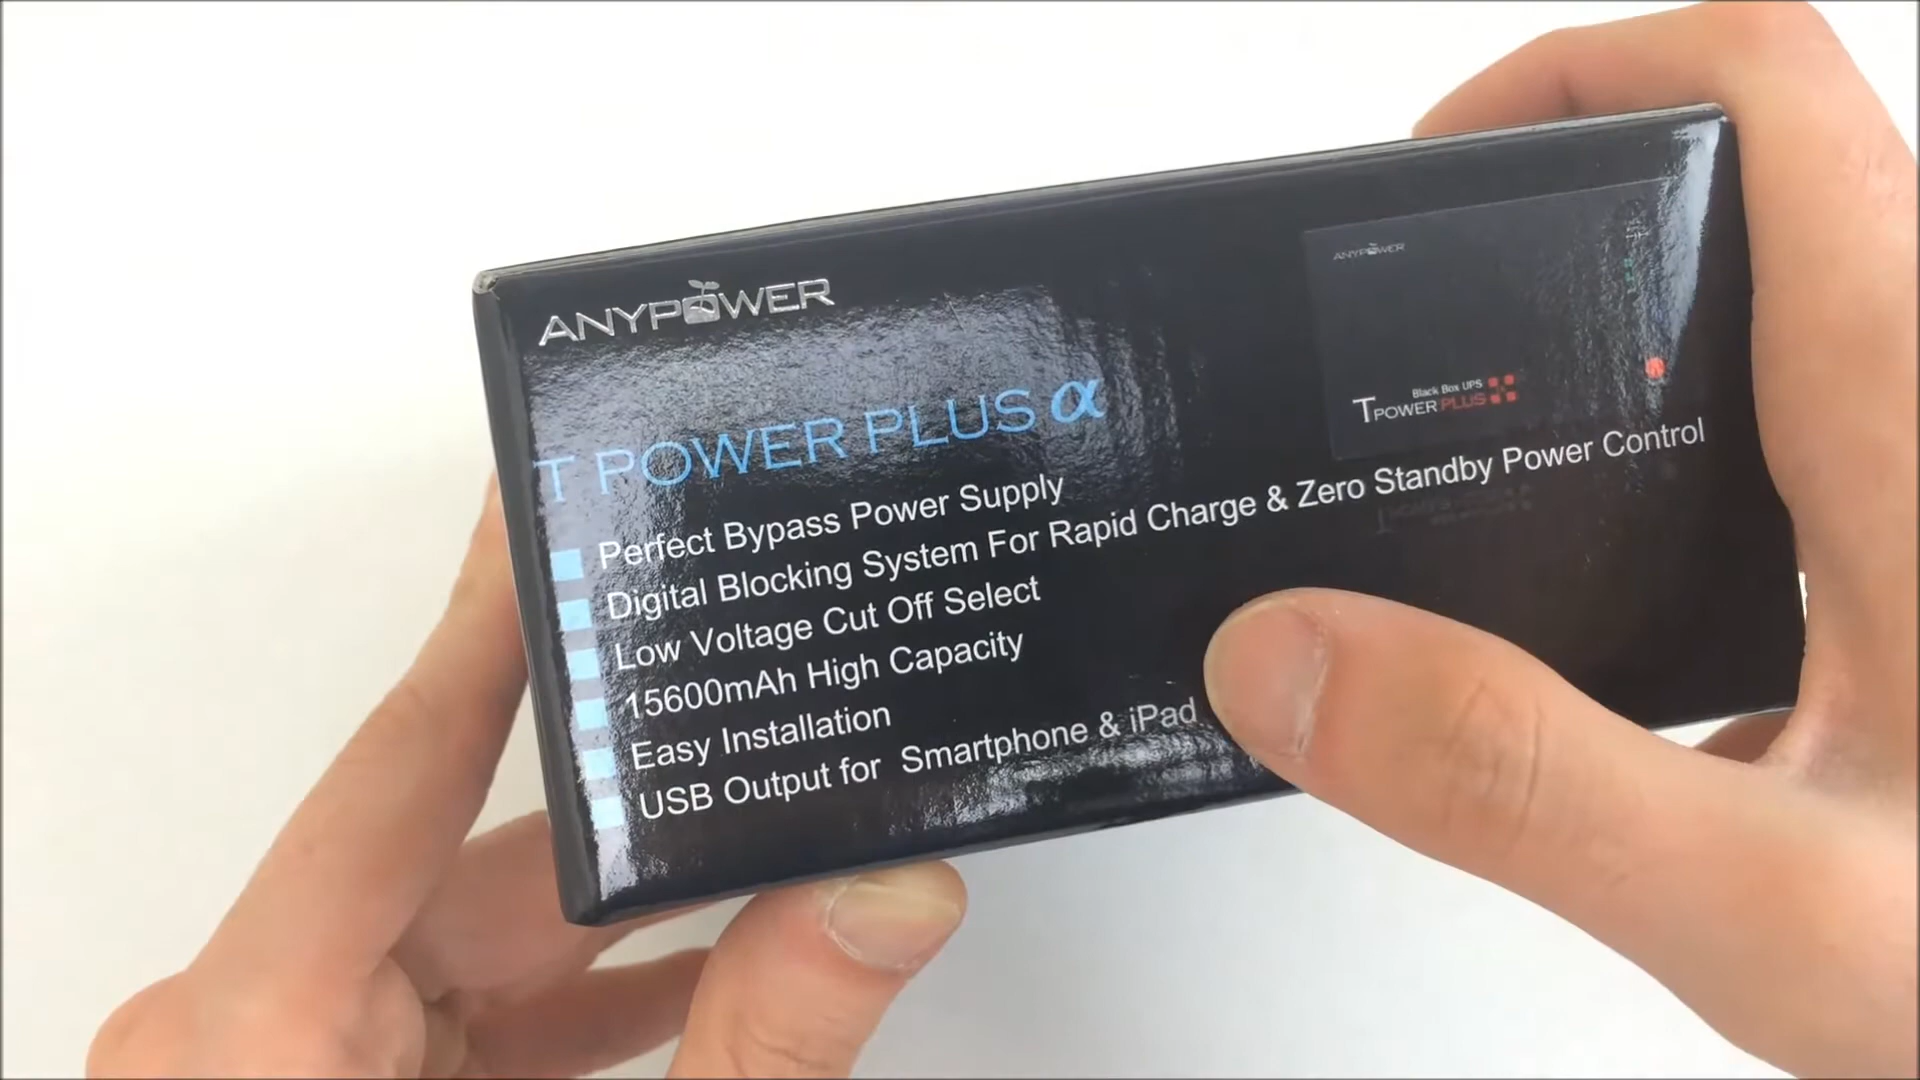 ANYPOWER
T POWER PLUS α
Perfect Bypass Power Supply
Digital Blocking System For Rapid Charge & Zero Standby Power Control
Low Voltage Cut Off Select
15600mAh High Capacity
Easy Installation
USB Output for Smartphone & iPad
ANYPOWER
Black Box UPS
TPOWER PLUS